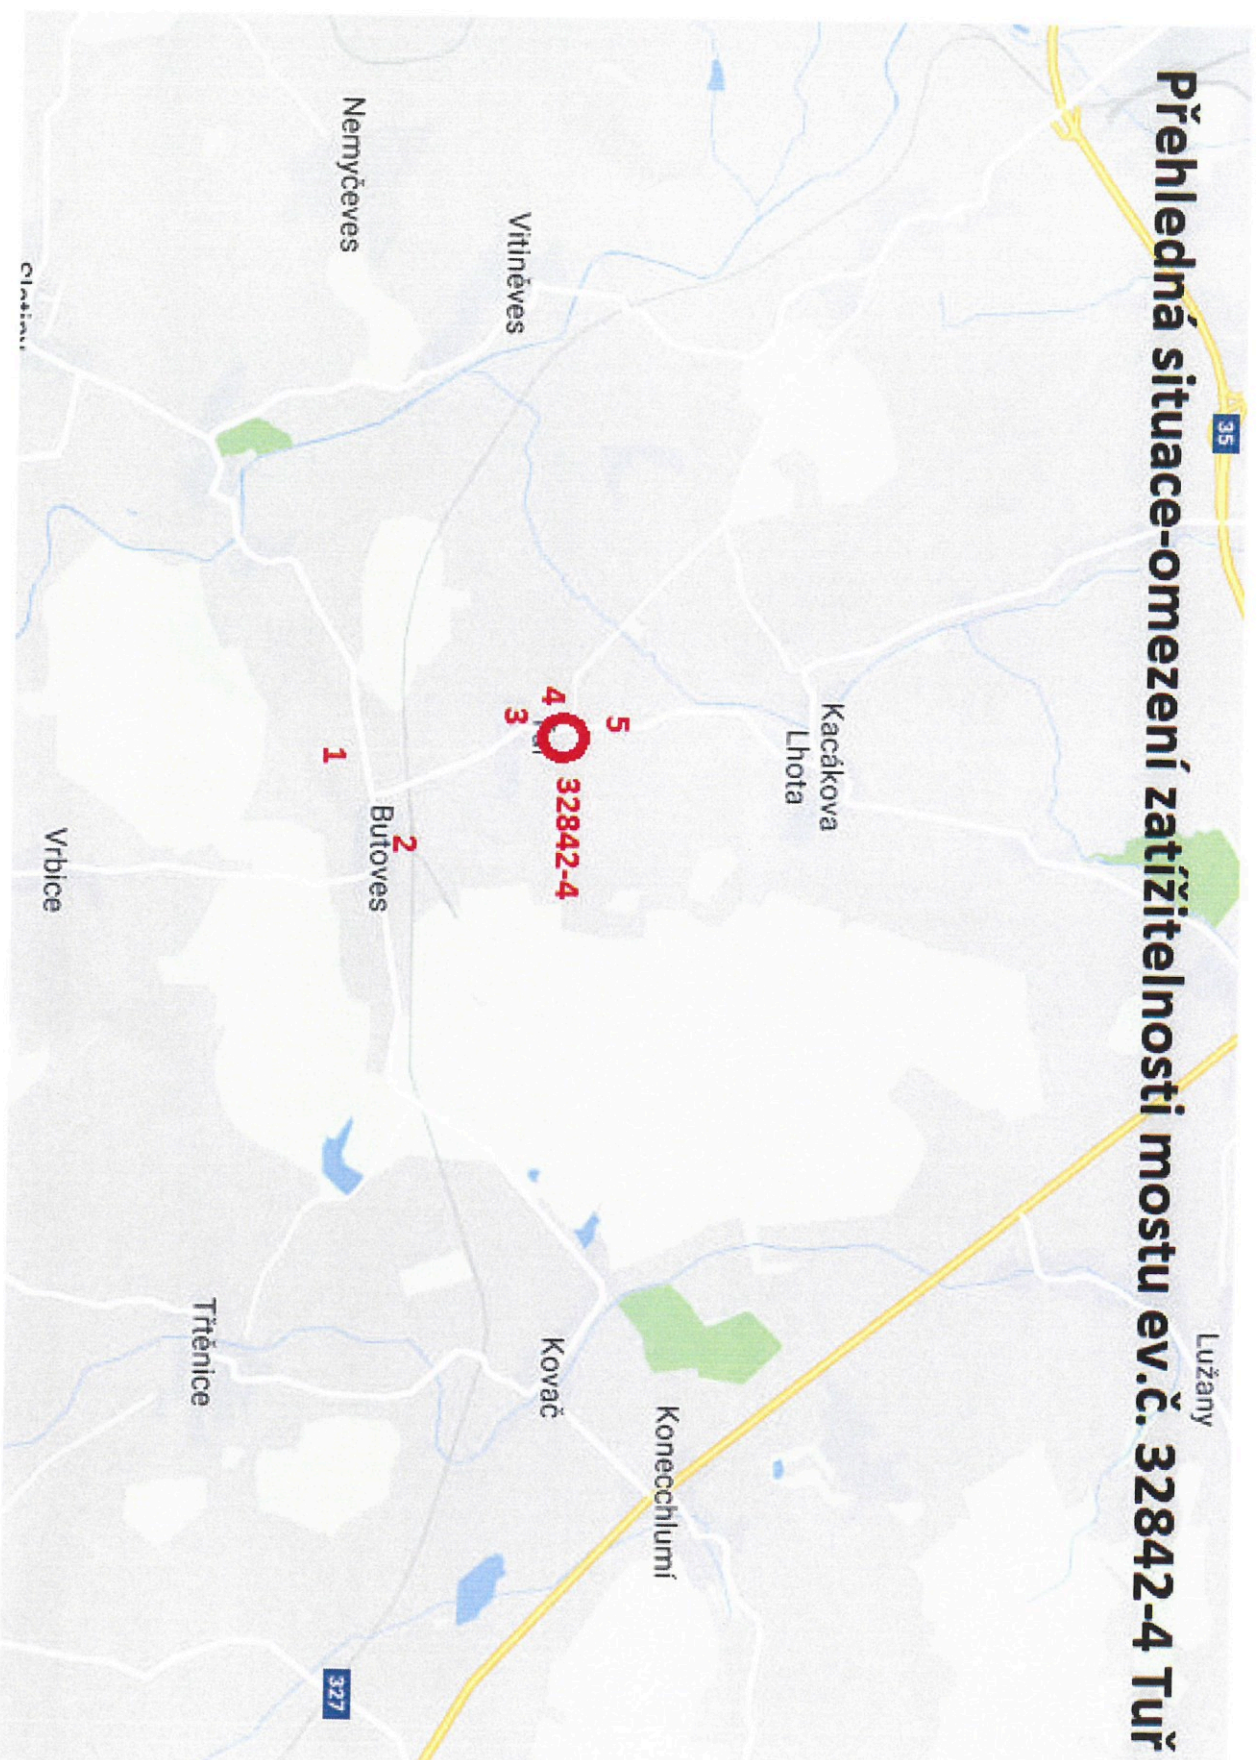 Přehledná situace-omezení zatížitelnosti mostu ev.č. 32842-4 Tuř
35
Lužany
Kacákova
Lhota
Konecchlumí
5
32842-4
4
Kovač
Vitiněves
3
2
Butoves
Nemyčeves
1
327
Třtěnice
Vrbice